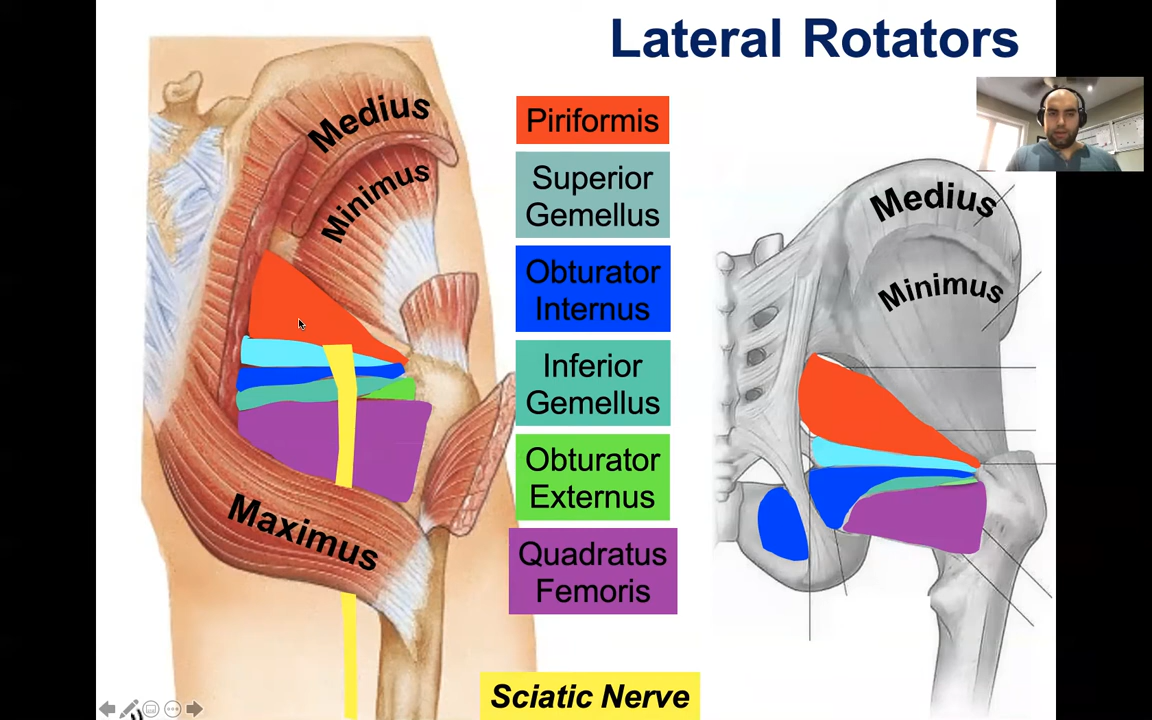 Lateral Rotators
Medius
Minimus
Maximus
Piriformis
Superior
Gemellus
Obturator
Internus
Inferior
Gemellus
Obturator
Externus
Quadratus
Femoris
Sciatic Nerve
Medius
Minimus